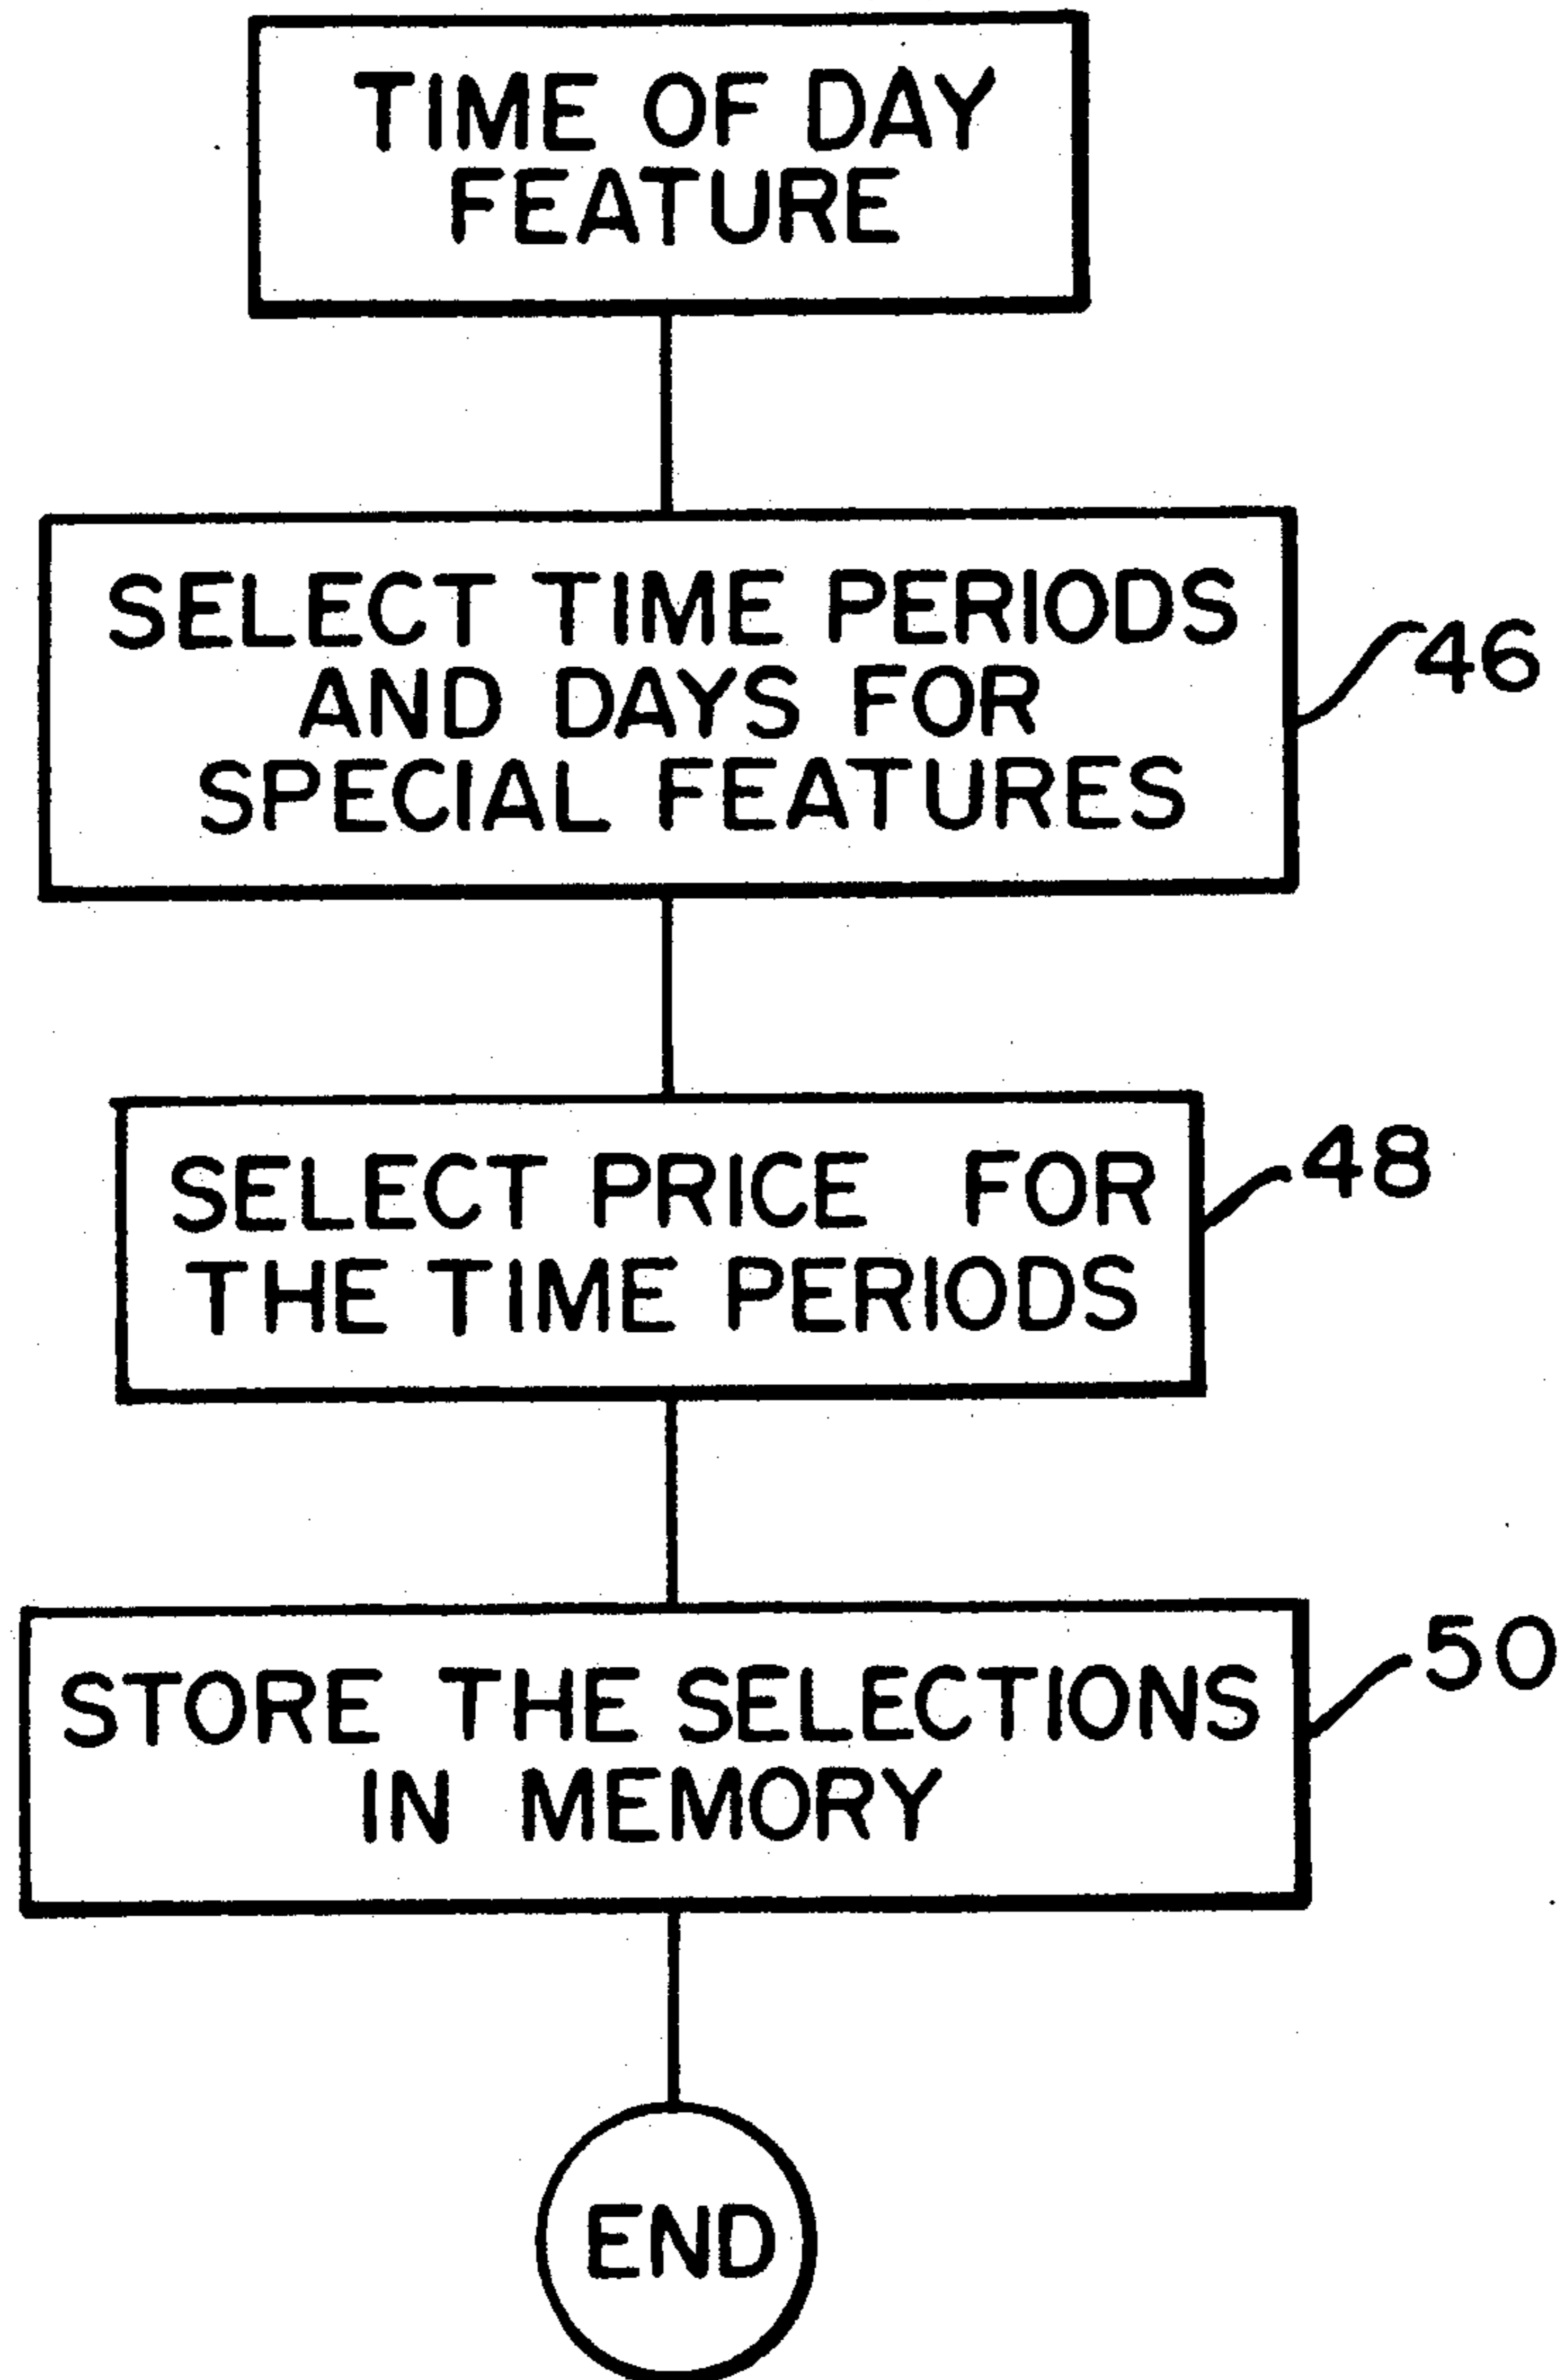 TIME OF DAY
FEATURE
SELECT TIME PERIODS
AND DAYS FOR
SPECIAL FEATURES
46
SELECT PRICE FOR
THE TIME PERIODS
48
STORE THE SELECTIONS
IN MEMORY
50
END